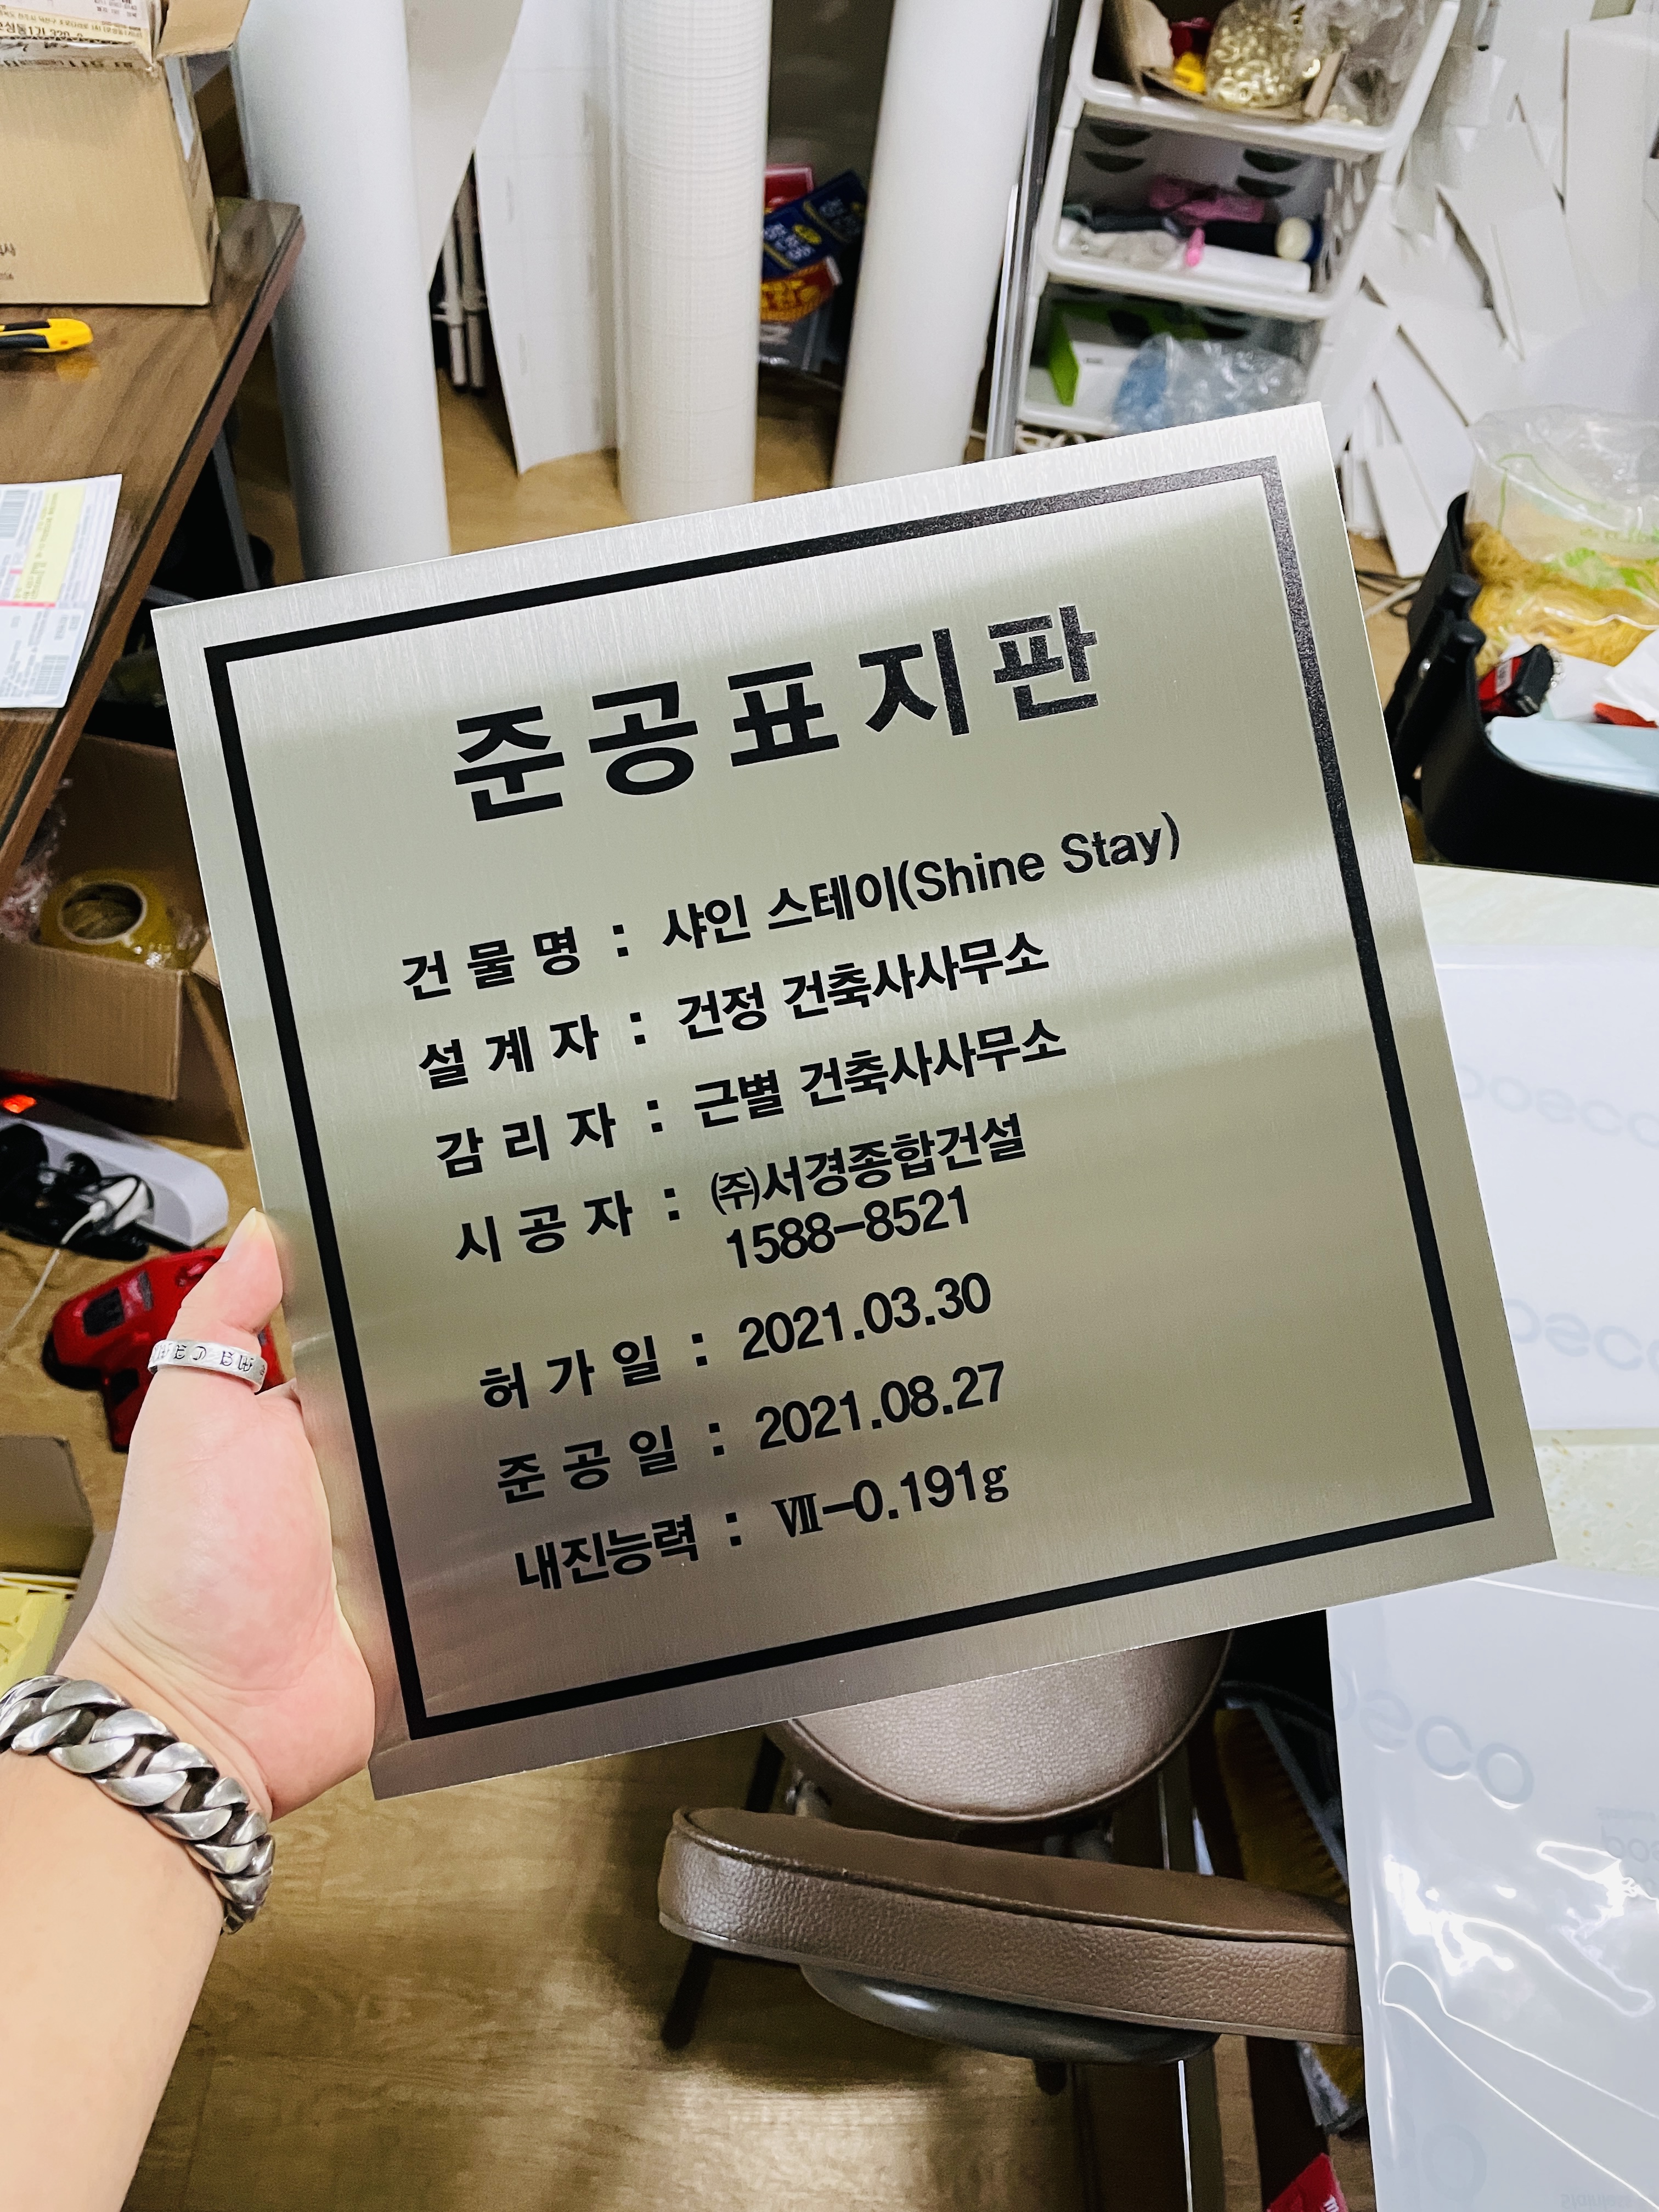 준공표지판
건물명 : 샤인 스테이(Shine Stay)
설계자 : 건정 건축사사무소
감리자 : 근별 건축사사무소
시공자 : ㈜서경종합건설
1588-8521
허가일 : 2021.03.30
준공일 : 2021.08.27
내진능력 : Ⅶ-0.191g
posco